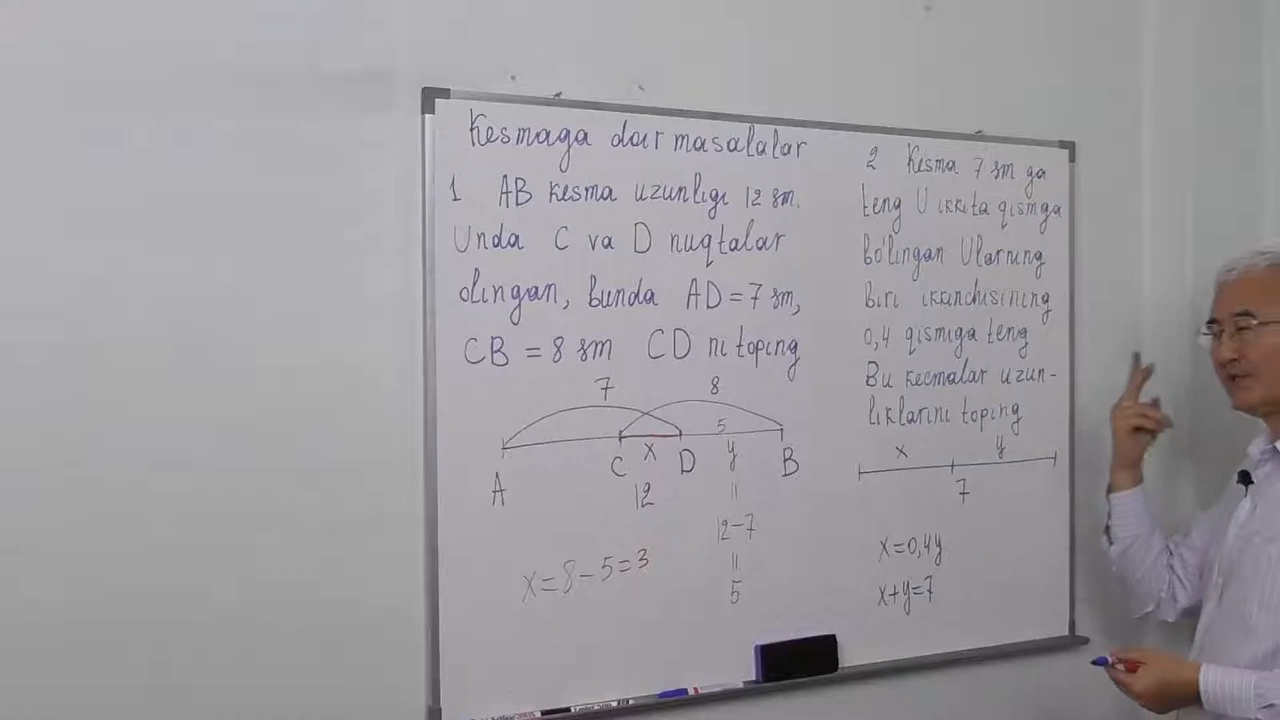 Kesmaga doir masalalar
1 AB kesma uzunligi 12 sm.
Unda C va D nuqtalar
olingan, bunda AD = 7 sm,
CB = 8 sm CD ni toping
7 8
5
x y
A C D B
12 =
12-7
=
5
x=8-5=3
2 Kesma 7 sm ga
teng U ikkita qismga
bo'lingan Ularning
biri ikkinchisining
0,4 qismiga teng
Bu kecmalar uzun-
liklarini toping
x y
7
x=0,4y
x+y=7